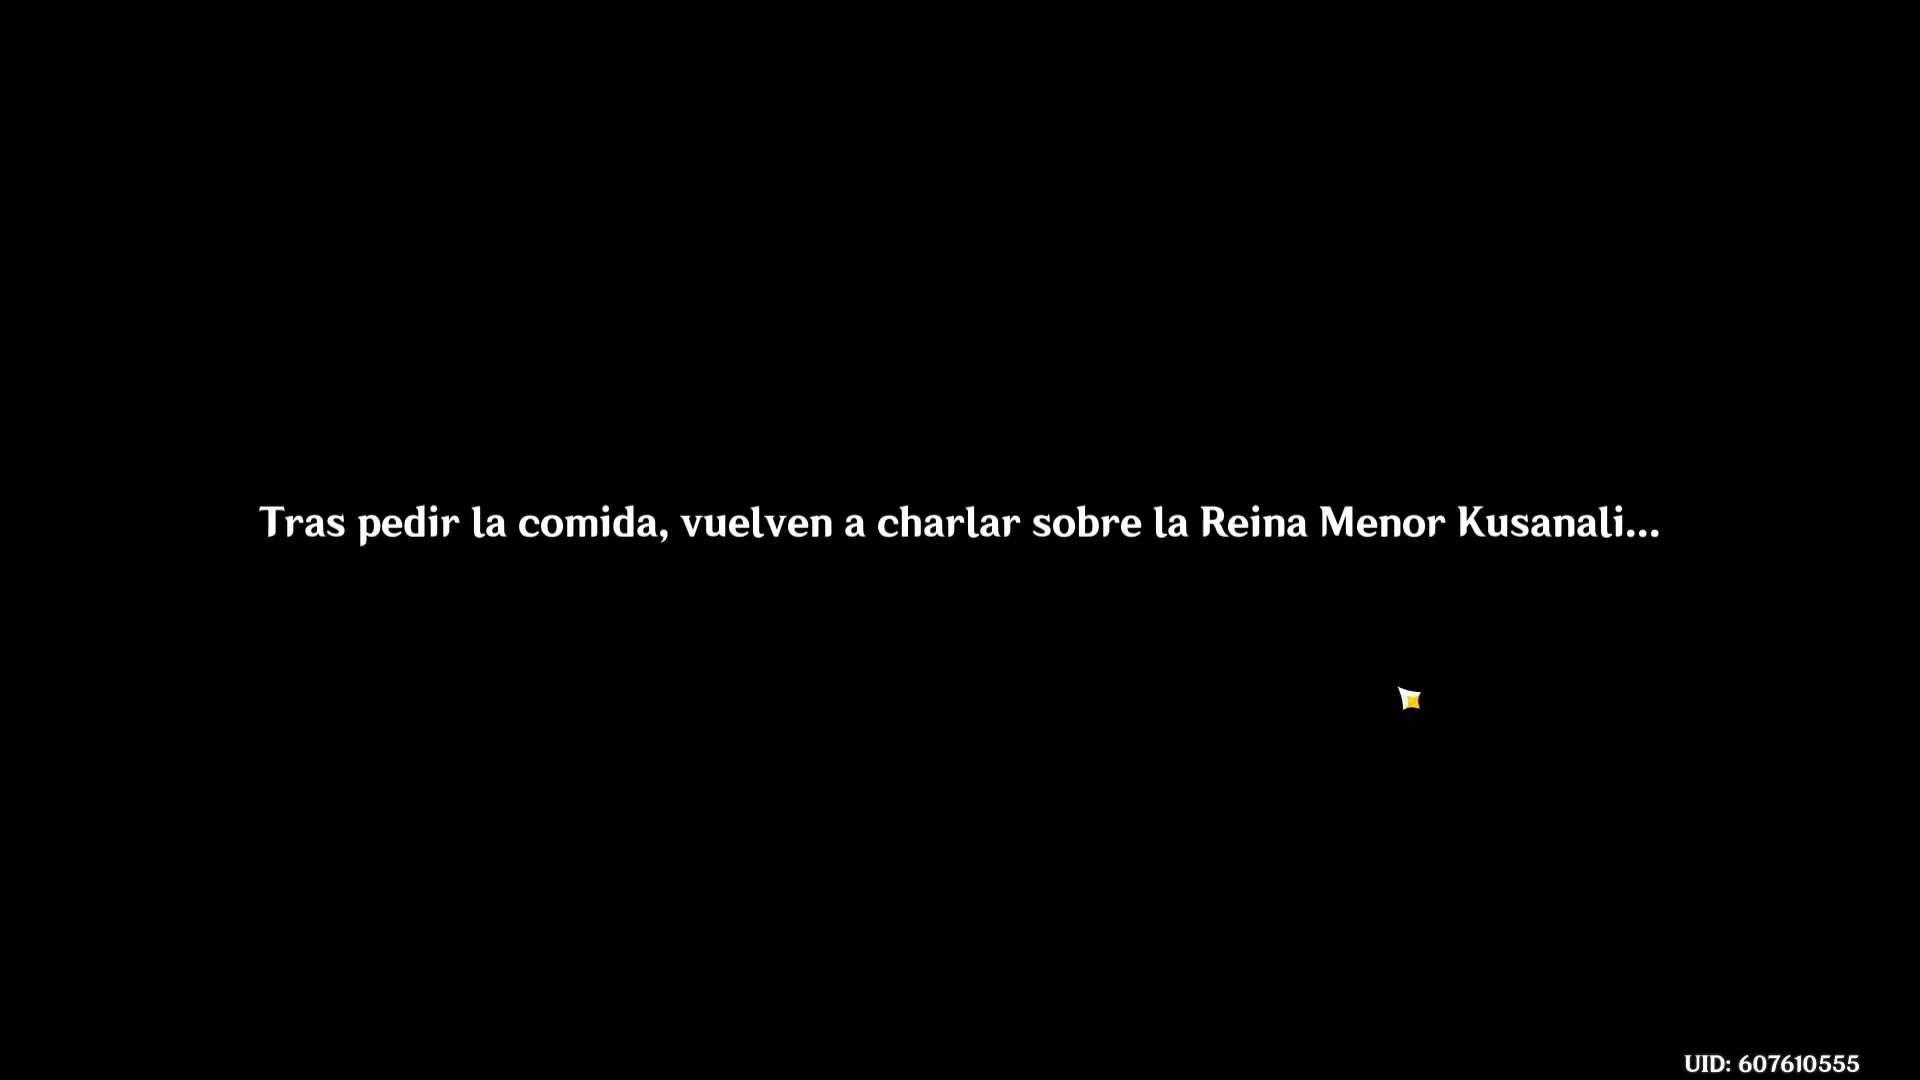 Tras pedir la comida, vuelven a charlar sobre la Reina Menor Kusanali...
UID: 607610555